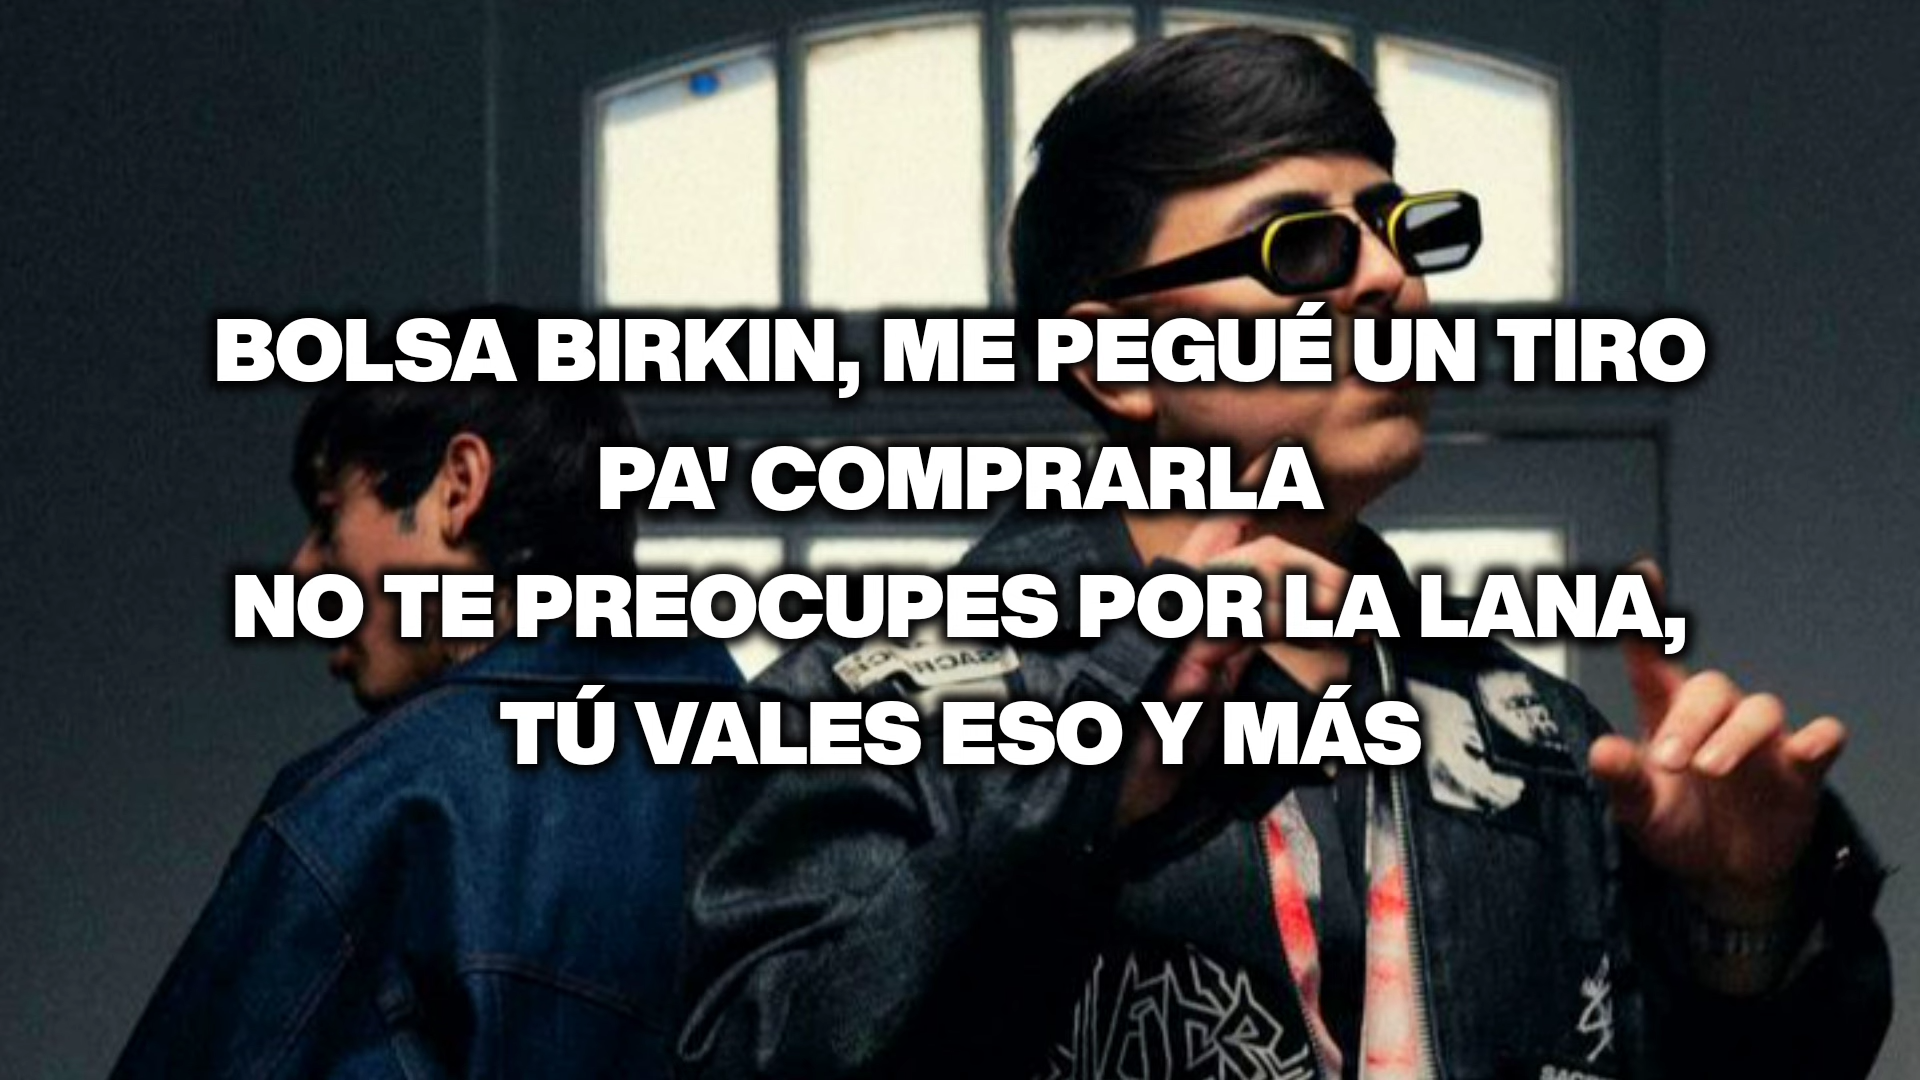 BOLSA BIRKIN, ME PEGUÉ UN TIRO
PA' COMPRARLA
NO TE PREOCUPES POR LA LANA,
TÚ VALES ESO Y MÁS